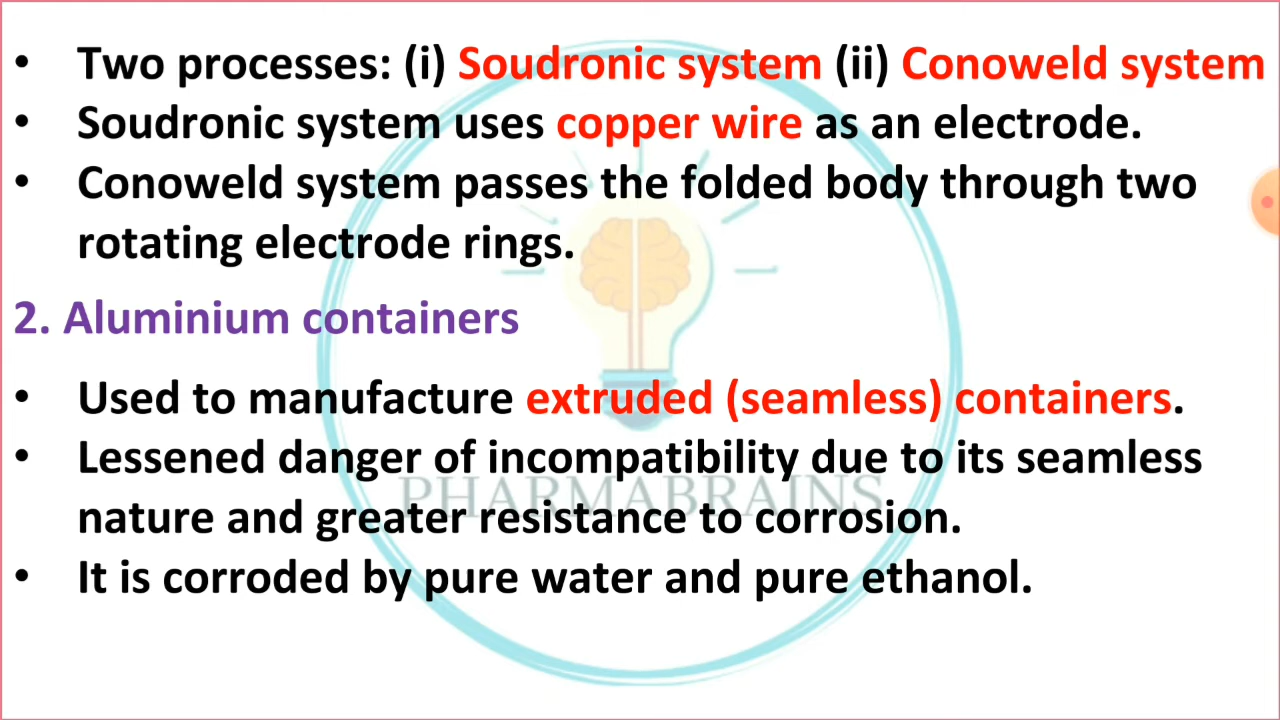 • Two processes: (i) Soudronic system (ii) Conoweld system
• Soudronic system uses copper wire as an electrode.
• Conoweld system passes the folded body through two
rotating electrode rings.
2. Aluminium containers
• Used to manufacture extruded (seamless) containers.
• Lessened danger of incompatibility due to its seamless
PHARMABRAINS
nature and greater resistance to corrosion.
• It is corroded by pure water and pure ethanol.